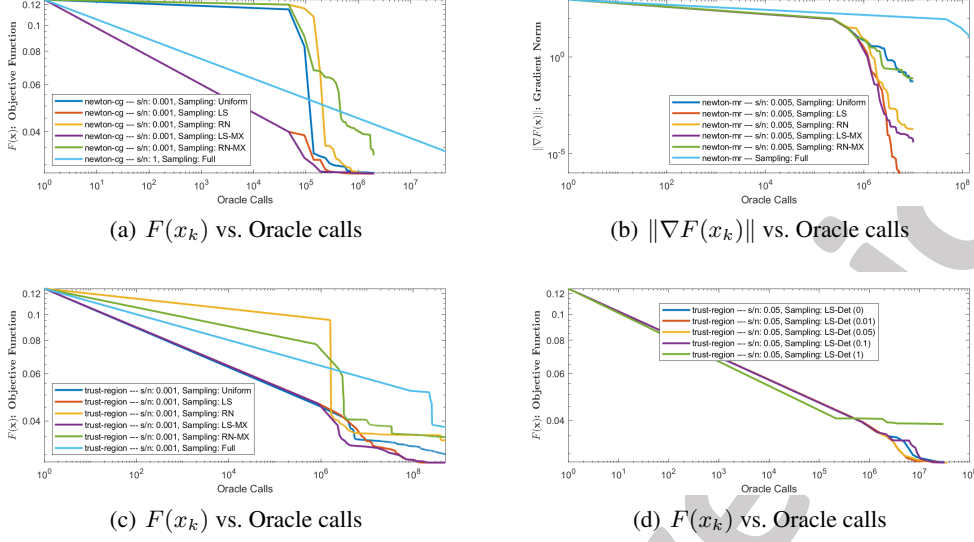 0.12
0.08
0.06
0.04
F(x): Objective Function
newton-cg --- s/n: 0.001, Sampling: Uniform
newton-cg --- s/n: 0.001, Sampling: LS
newton-cg --- s/n: 0.001, Sampling: RN
newton-cg --- s/n: 0.001, Sampling: LS-MX
newton-cg --- s/n: 0.001, Sampling: RN-MX
newton-cg --- s/n: 1, Sampling: Full
10^0 10^1 10^2 10^3 10^4 10^5 10^6 10^7
Oracle Calls
(a) F(x_k) vs. Oracle calls
10^0
10^-5
‖∇F(x)‖: Gradient Norm
newton-mr --- s/n: 0.005, Sampling: Uniform
newton-mr --- s/n: 0.005, Sampling: LS
newton-mr --- s/n: 0.005, Sampling: RN
newton-mr --- s/n: 0.005, Sampling: LS-MX
newton-mr --- s/n: 0.005, Sampling: RN-MX
newton-mr --- Sampling: Full
10^0 10^2 10^4 10^6 10^8
Oracle Calls
(b) ‖∇F(x_k)‖ vs. Oracle calls
0.12
0.08
0.06
0.04
F(x): Objective Function
trust-region --- s/n: 0.001, Sampling: Uniform
trust-region --- s/n: 0.001, Sampling: LS
trust-region --- s/n: 0.001, Sampling: RN
trust-region --- s/n: 0.001, Sampling: LS-MX
trust-region --- s/n: 0.001, Sampling: RN-MX
trust-region --- s/n: 0.001, Sampling: Full
10^0 10^2 10^4 10^6 10^8
Oracle Calls
(c) F(x_k) vs. Oracle calls
0.12
0.08
0.06
0.04
F(x): Objective Function
trust-region --- s/n: 0.05, Sampling: LS-Det (0)
trust-region --- s/n: 0.05, Sampling: LS-Det (0.01)
trust-region --- s/n: 0.05, Sampling: LS-Det (0.05)
trust-region --- s/n: 0.05, Sampling: LS-Det (0.1)
trust-region --- s/n: 0.05, Sampling: LS-Det (1)
10^0 10^1 10^2 10^3 10^4 10^5 10^6 10^7 10^8
Oracle Calls
(d) F(x_k) vs. Oracle calls